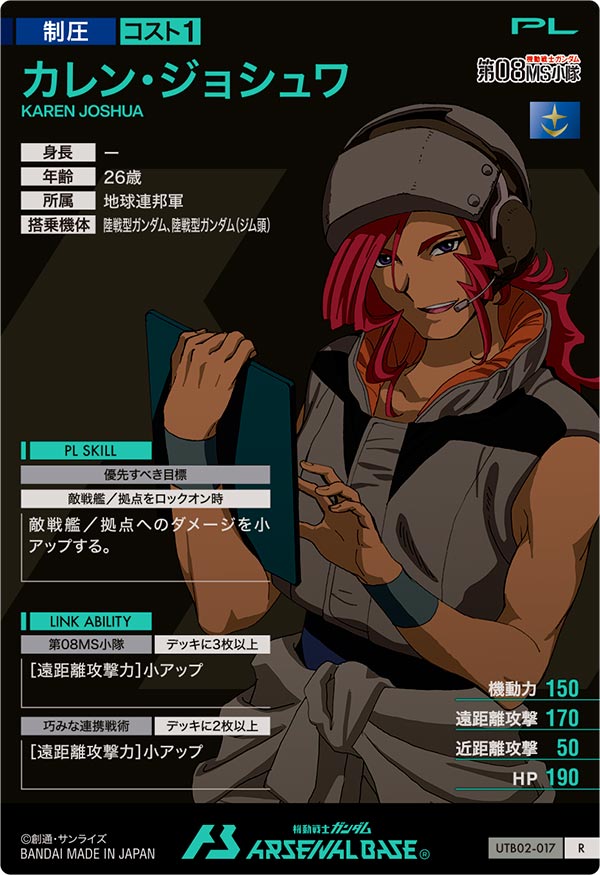 制圧 コスト1 PL
カレン・ジョシュワ
KAREN JOSHUA
機動戦士ガンダム
第08MS小隊
身長 ー
年齢 26歳
所属 地球連邦軍
搭乗機体 陸戦型ガンダム、陸戦型ガンダム(ジム頭)
PL SKILL
優先すべき目標
敵戦艦／拠点をロックオン時
敵戦艦／拠点へのダメージを小
アップする。
LINK ABILITY
第08MS小隊 デッキに3枚以上
[遠距離攻撃力]小アップ
巧みな連携戦術 デッキに2枚以上
[遠距離攻撃力]小アップ
機動力 150
遠距離攻撃 170
近距離攻撃 50
HP 190
©創通・サンライズ
BANDAI MADE IN JAPAN
機動戦士ガンダム
ARSENAL BASE®
UTB02-017 R